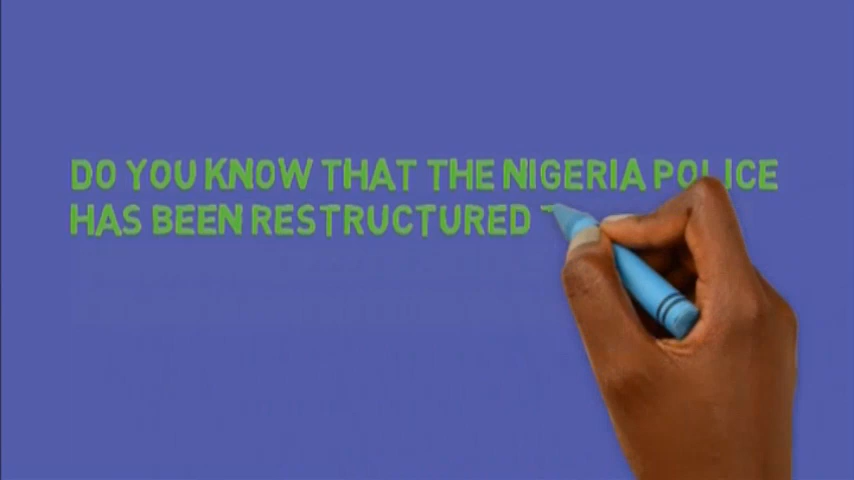 DO YOU KNOW THAT THE NIGERIA POLICE
HAS BEEN RESTRUCTURED